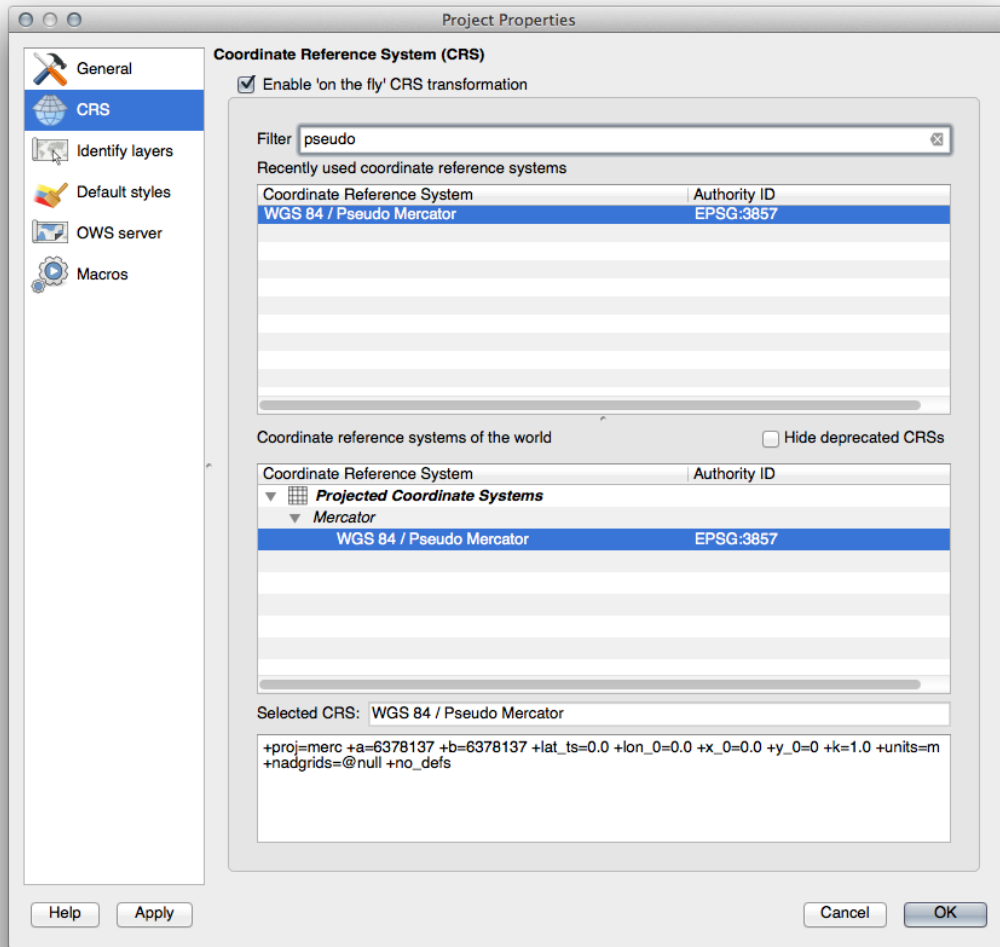 Project Properties
General
CRS
Identify layers
Default styles
OWS server
Macros
Coordinate Reference System (CRS)
Enable 'on the fly' CRS transformation
Filter pseudo
Recently used coordinate reference systems
Coordinate Reference System Authority ID
WGS 84 / Pseudo Mercator EPSG:3857
Coordinate reference systems of the world Hide deprecated CRSs
Coordinate Reference System Authority ID
Projected Coordinate Systems
Mercator
WGS 84 / Pseudo Mercator EPSG:3857
Selected CRS: WGS 84 / Pseudo Mercator
+proj=merc +a=6378137 +b=6378137 +lat_ts=0.0 +lon_0=0.0 +x_0=0.0 +y_0=0 +k=1.0 +units=m
+nadgrids=@null +no_defs
Help Apply Cancel OK